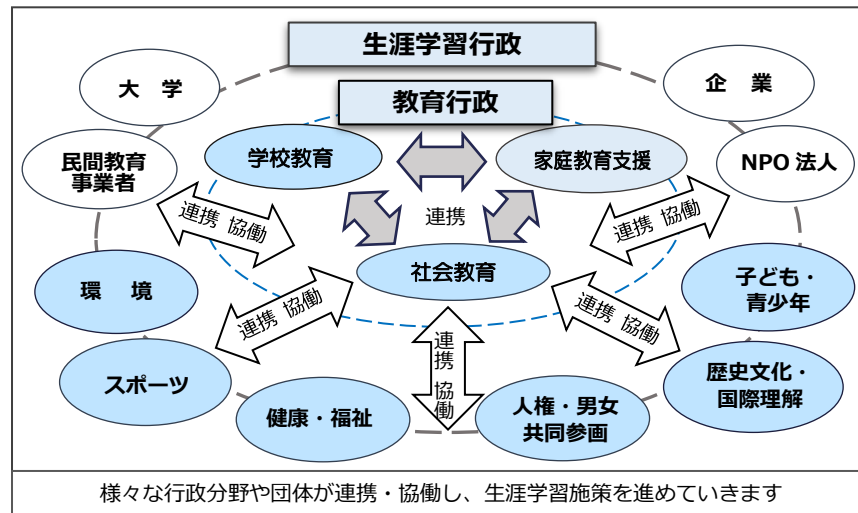 生涯学習行政
教育行政
大　学
企　業
民間教育
事業者
学校教育
家庭教育支援
NPO 法人
連携
連携 協働
連携 協働
社会教育
環　境
子ども・
青少年
連携 協働
連携 協働
連携 協働
スポーツ
歴史文化・
国際理解
健康・福祉
人権・男女
共同参画
様々な行政分野や団体が連携・協働し、生涯学習施策を進めていきます